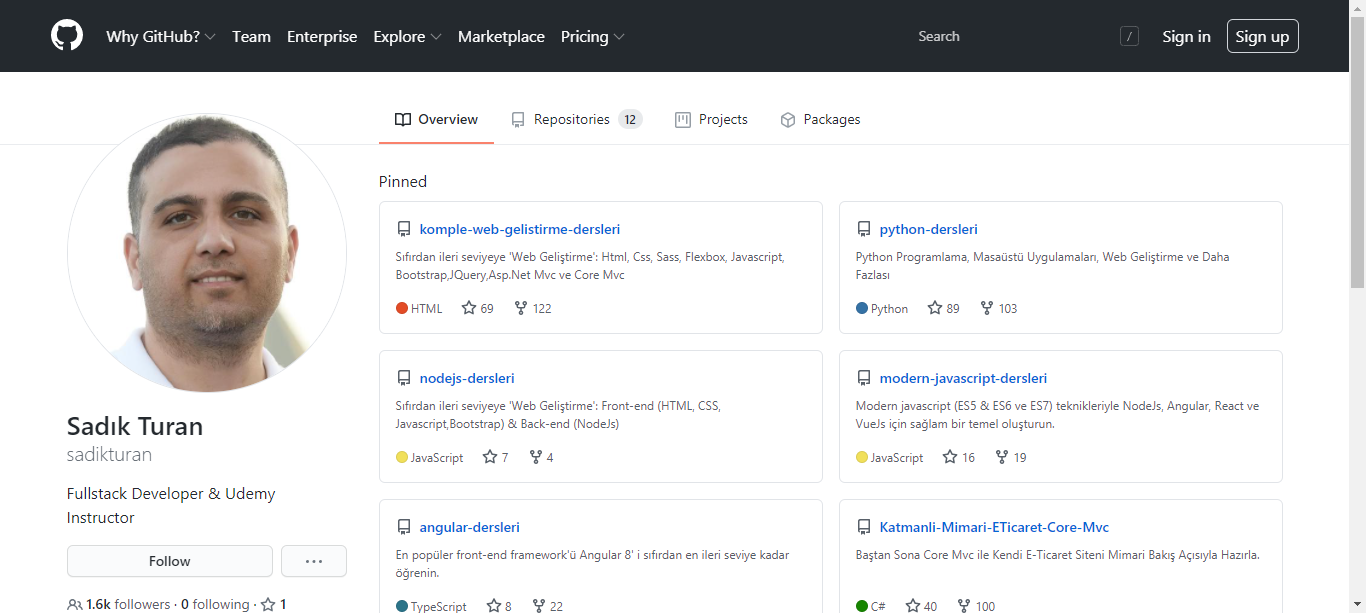 Why GitHub? Team Enterprise Explore Marketplace Pricing Search / Sign in Sign up
Overview Repositories 12 Projects Packages
Sadık Turan
sadikturan
Fullstack Developer & Udemy
Instructor
Follow ...
1.6k followers · 0 following · 1
Pinned
komple-web-gelistirme-dersleri
Sıfırdan ileri seviyeye 'Web Geliştirme': Html, Css, Sass, Flexbox, Javascript,
Bootstrap,JQuery,Asp.Net Mvc ve Core Mvc
HTML 69 122
python-dersleri
Python Programlama, Masaüstü Uygulamaları, Web Geliştirme ve Daha
Fazlası
Python 89 103
nodejs-dersleri
Sıfırdan ileri seviyeye 'Web Geliştirme': Front-end (HTML, CSS,
Javascript,Bootstrap) & Back-end (NodeJs)
JavaScript 7 4
modern-javascript-dersleri
Modern javascript (ES5 & ES6 ve ES7) teknikleriyle NodeJs, Angular, React ve
VueJs için sağlam bir temel oluşturun.
JavaScript 16 19
angular-dersleri
En popüler front-end framework'ü Angular 8' i sıfırdan en ileri seviye kadar
öğrenin.
TypeScript 8 22
Katmanli-Mimari-ETicaret-Core-Mvc
Baştan Sona Core Mvc ile Kendi E-Ticaret Siteni Mimari Bakış Açısıyla Hazırla.
C# 40 100